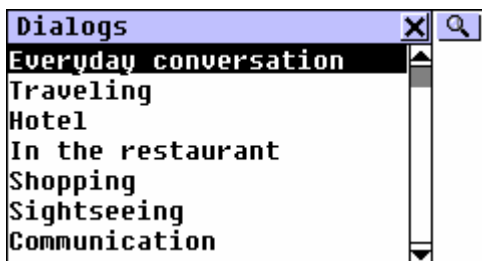 Dialogs
Everyday conversation
Traveling
Hotel
In the restaurant
Shopping
Sightseeing
Communication